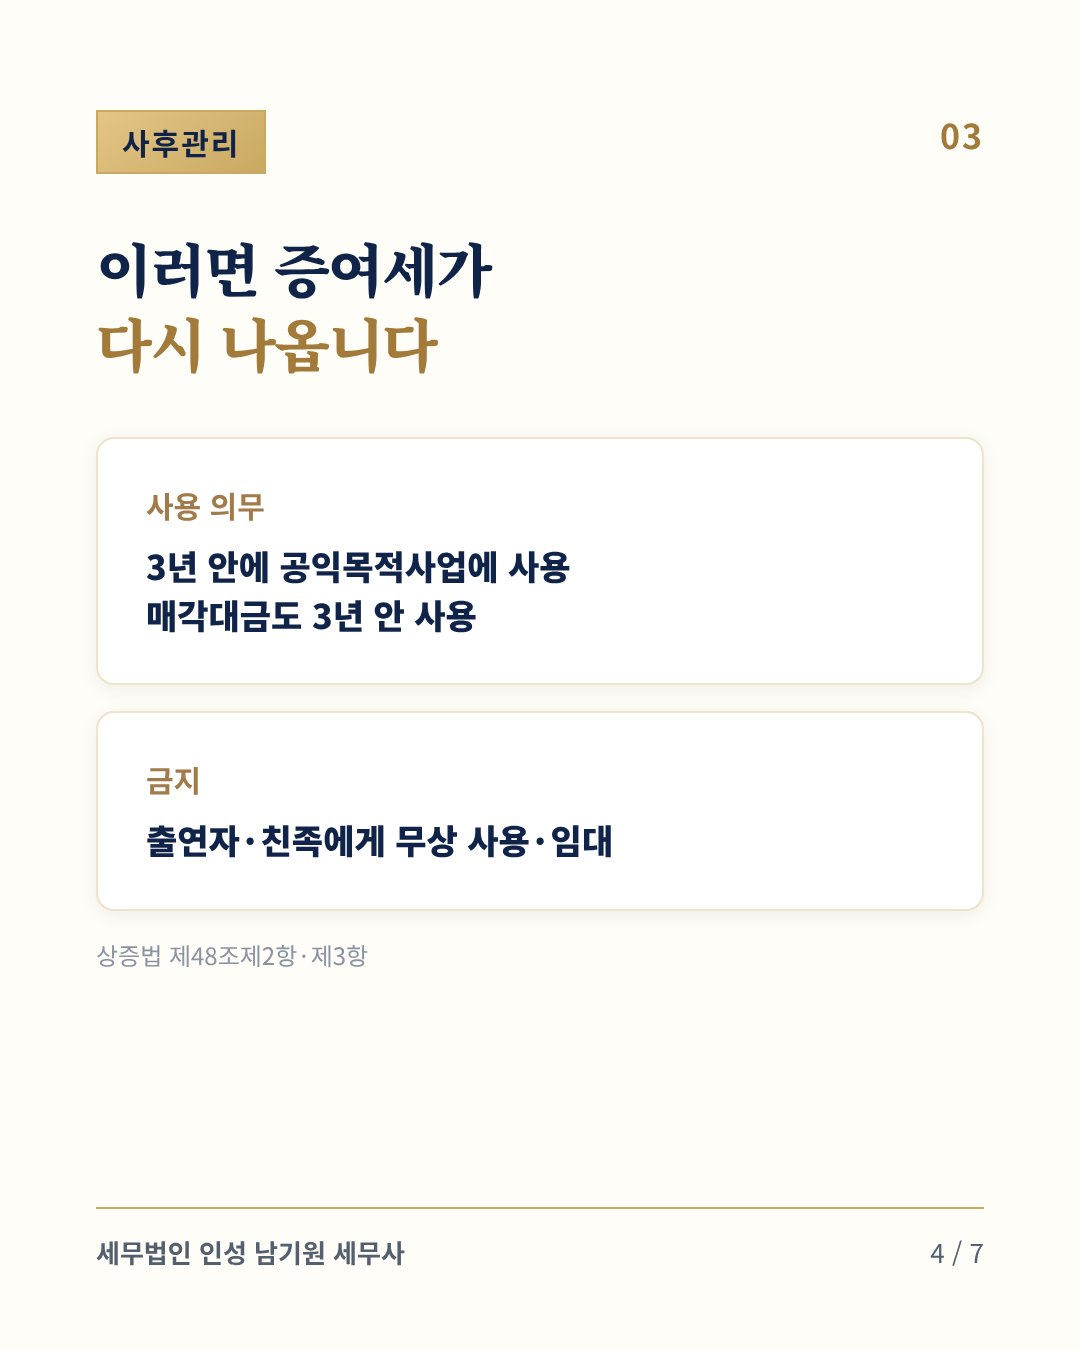 사후관리
03
이러면 증여세가
다시 나옵니다
사용 의무
3년 안에 공익목적사업에 사용
매각대금도 3년 안 사용
금지
출연자·친족에게 무상 사용·임대
상증법 제48조제2항·제3항
세무법인 인성 남기원 세무사
4 / 7